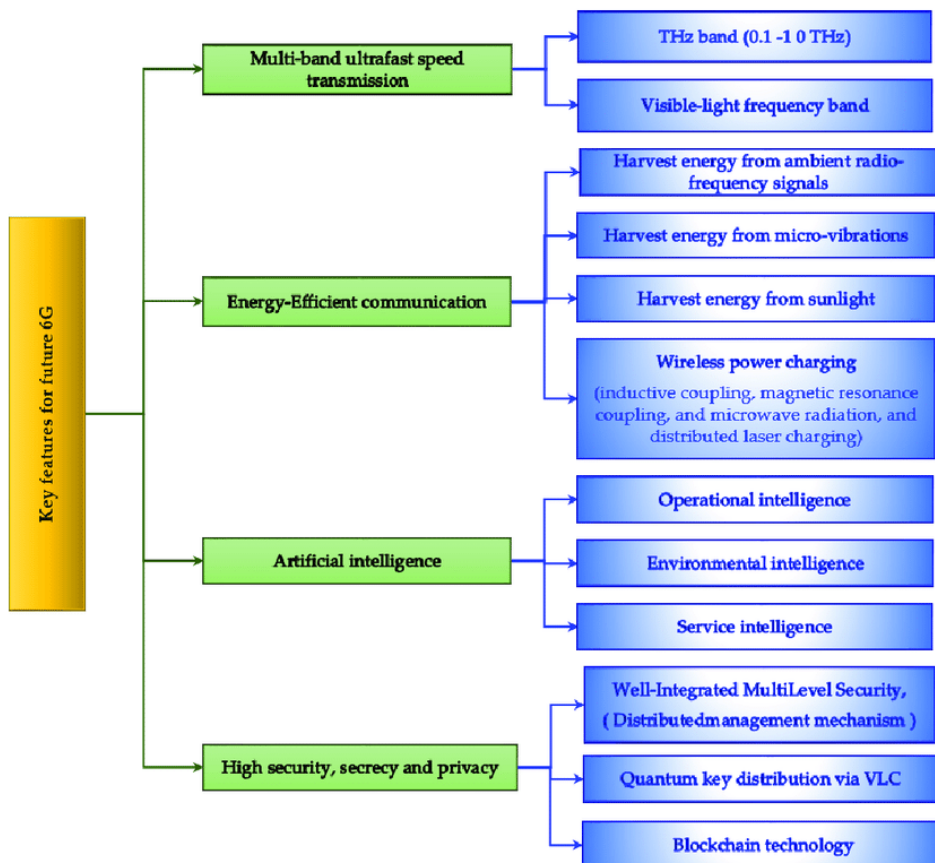 Key features for future 6G
Multi-band ultrafast speed
transmission
THz band (0.1 -1 0 THz)
Visible-light frequency band
Energy-Efficient communication
Harvest energy from ambient radio-
frequency signals
Harvest energy from micro-vibrations
Harvest energy from sunlight
Wireless power charging
(inductive coupling, magnetic resonance
coupling, and microwave radiation, and
distributed laser charging)
Artificial intelligence
Operational intelligence
Environmental intelligence
Service intelligence
High security, secrecy and privacy
Well-Integrated MultiLevel Security,
( Distributedmanagement mechanism )
Quantum key distribution via VLC
Blockchain technology